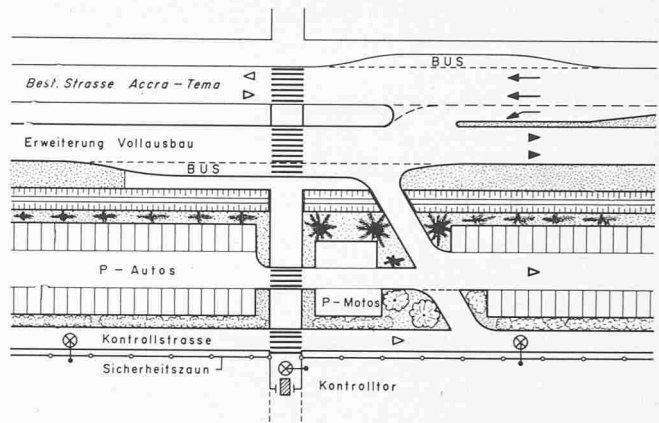 BUS
Best. Strasse Accra-Tema
Erweiterung Vollausbau
BUS
P-Autos
P-Motos
Kontrollstrasse
Sicherheitszaun
Kontrolltor